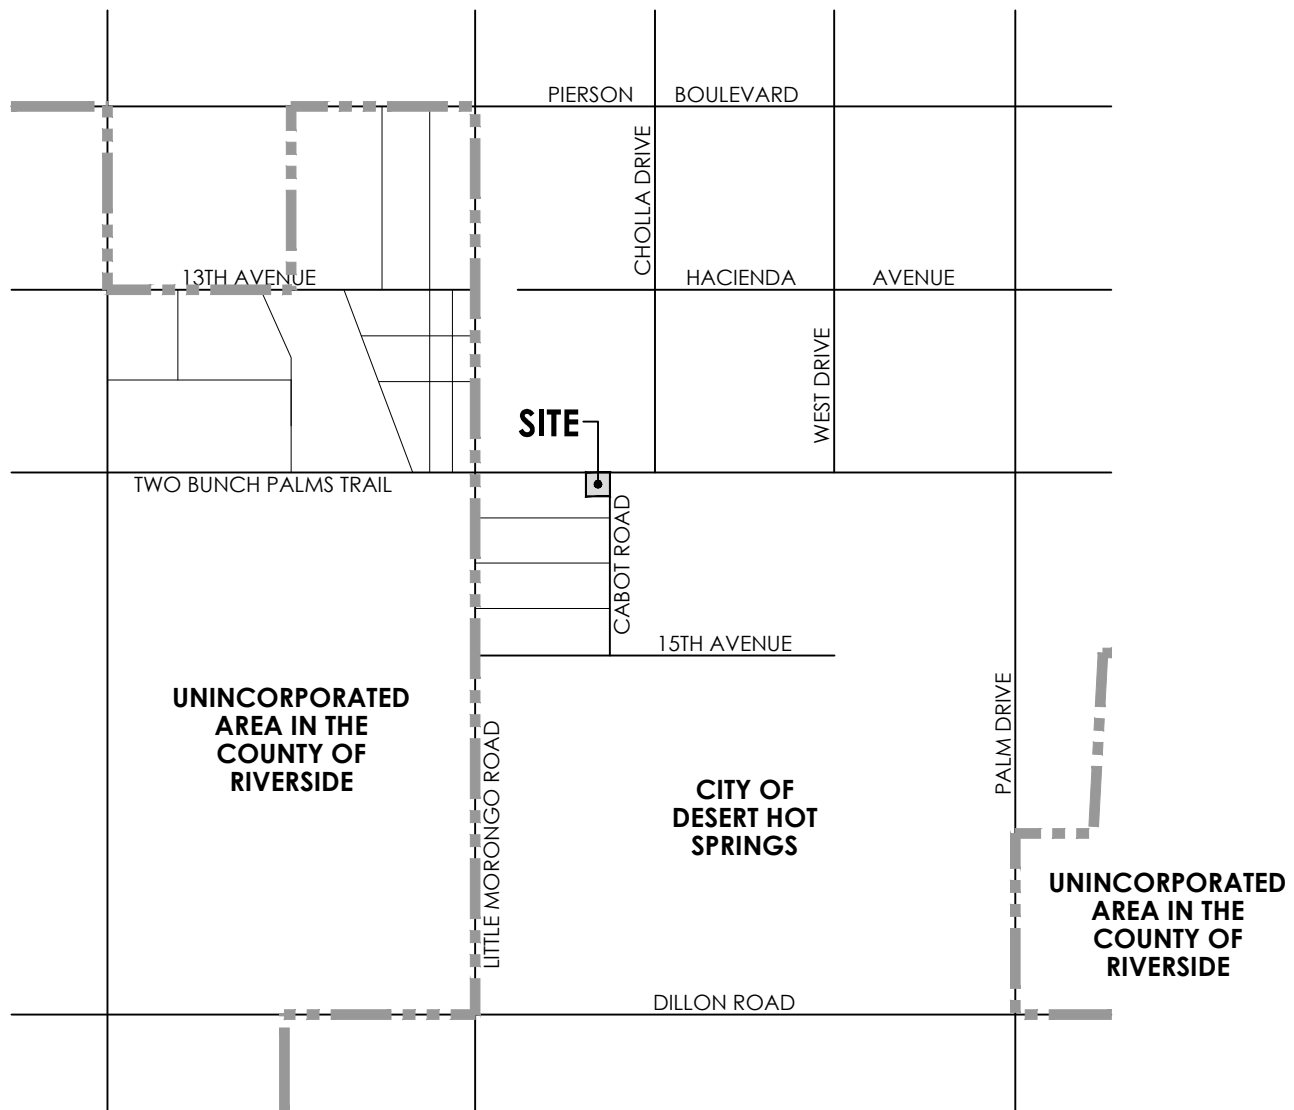 PIERSON BOULEVARD
CHOLLA DRIVE
13TH AVENUE
HACIENDA AVENUE
WEST DRIVE
SITE
TWO BUNCH PALMS TRAIL
CABOT ROAD
15TH AVENUE
UNINCORPORATED
AREA IN THE
COUNTY OF
RIVERSIDE
LITTLE MORONGO ROAD
PALM DRIVE
CITY OF
DESERT HOT
SPRINGS
UNINCORPORATED
AREA IN THE
COUNTY OF
RIVERSIDE
DILLON ROAD